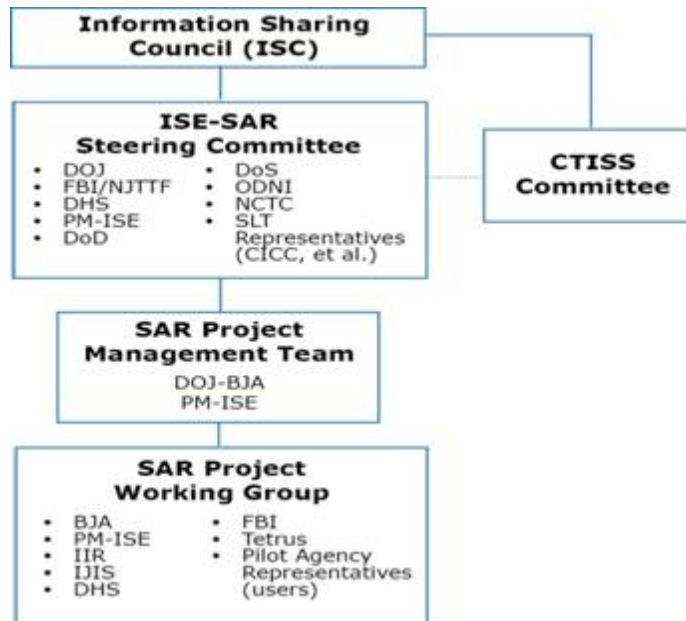 Information Sharing
Council (ISC)
ISE-SAR
Steering Committee
• DOJ
• FBI/NJTTF
• DHS
• PM-ISE
• DoD
• DoS
• ODNI
• NCTC
• SLT
Representatives
(CICC, et al.)
CTISS
Committee
SAR Project
Management Team
DOJ-BJA
PM-ISE
SAR Project
Working Group
• BJA
• PM-ISE
• IIR
• IJIS
• DHS
• FBI
• Tetrus
• Pilot Agency
Representatives
(users)